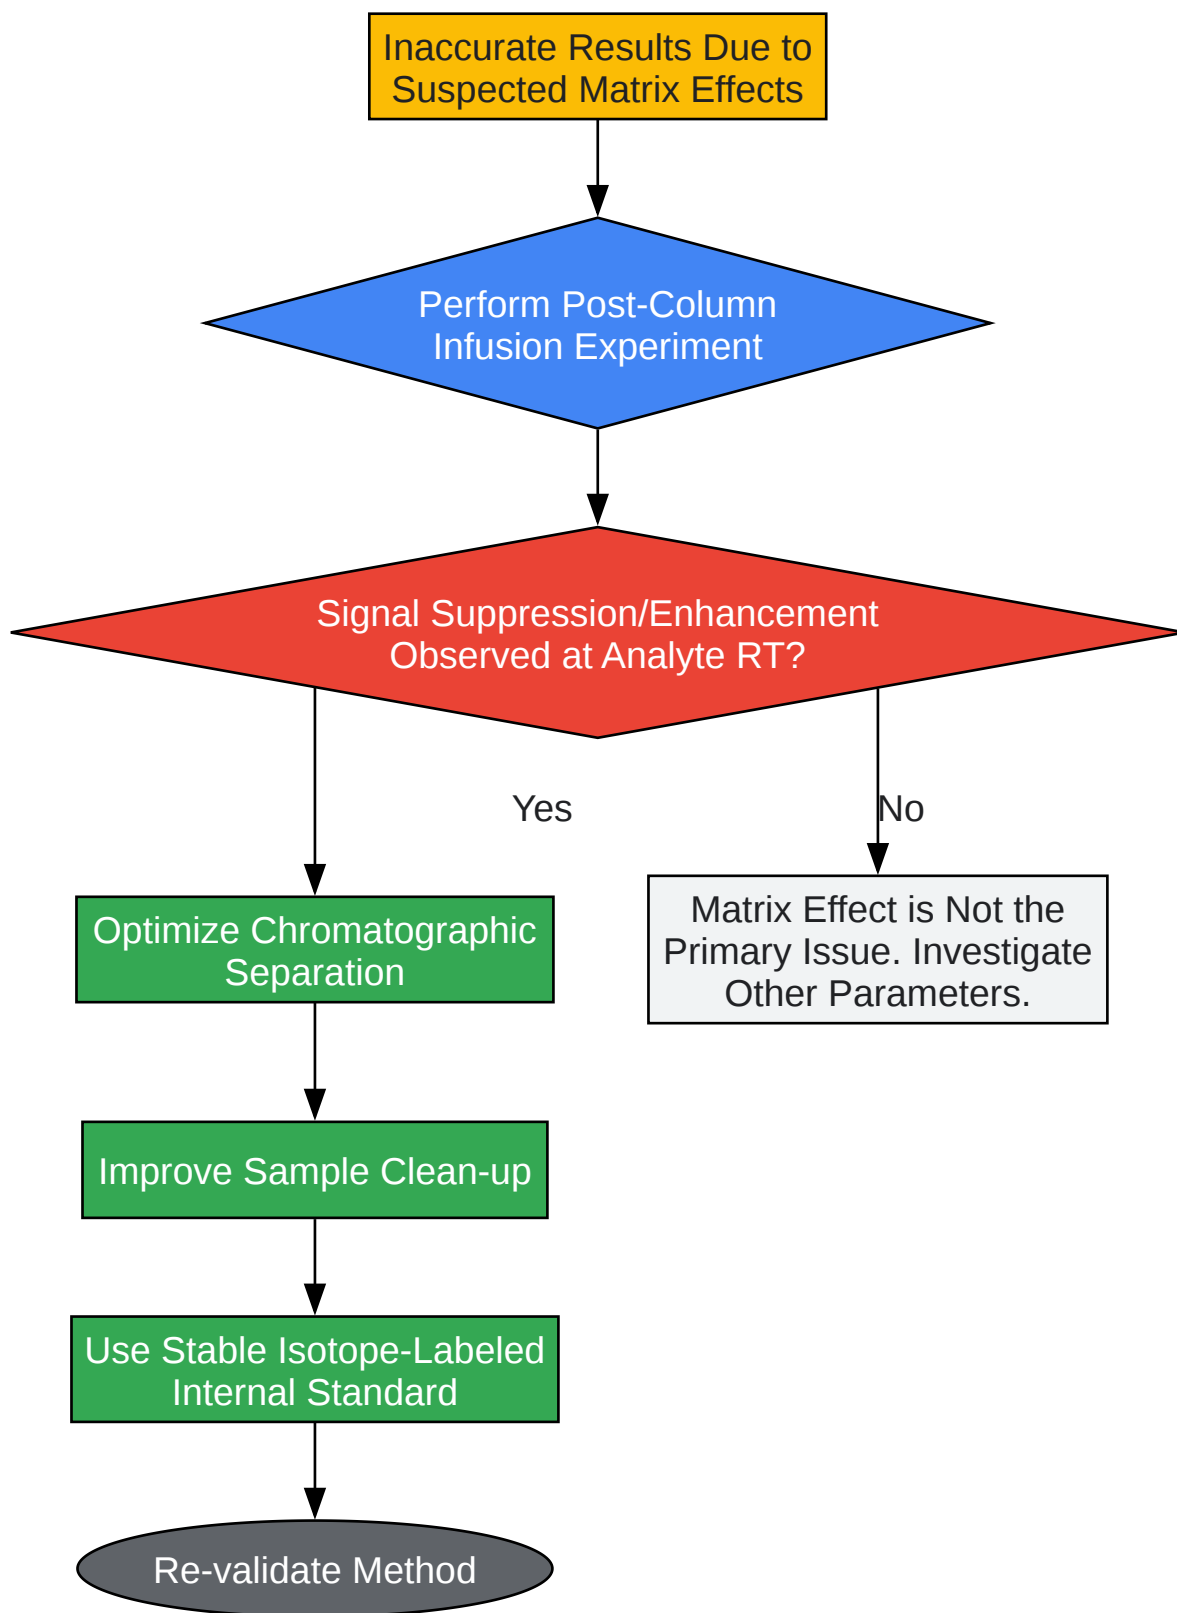 Inaccurate Results Due to
Suspected Matrix Effects
Perform Post-Column
Infusion Experiment
Signal Suppression/Enhancement
Observed at Analyte RT?
Yes
No
Optimize Chromatographic
Separation
Matrix Effect is Not the
Primary Issue. Investigate
Other Parameters.
Improve Sample Clean-up
Use Stable Isotope-Labeled
Internal Standard
Re-validate Method